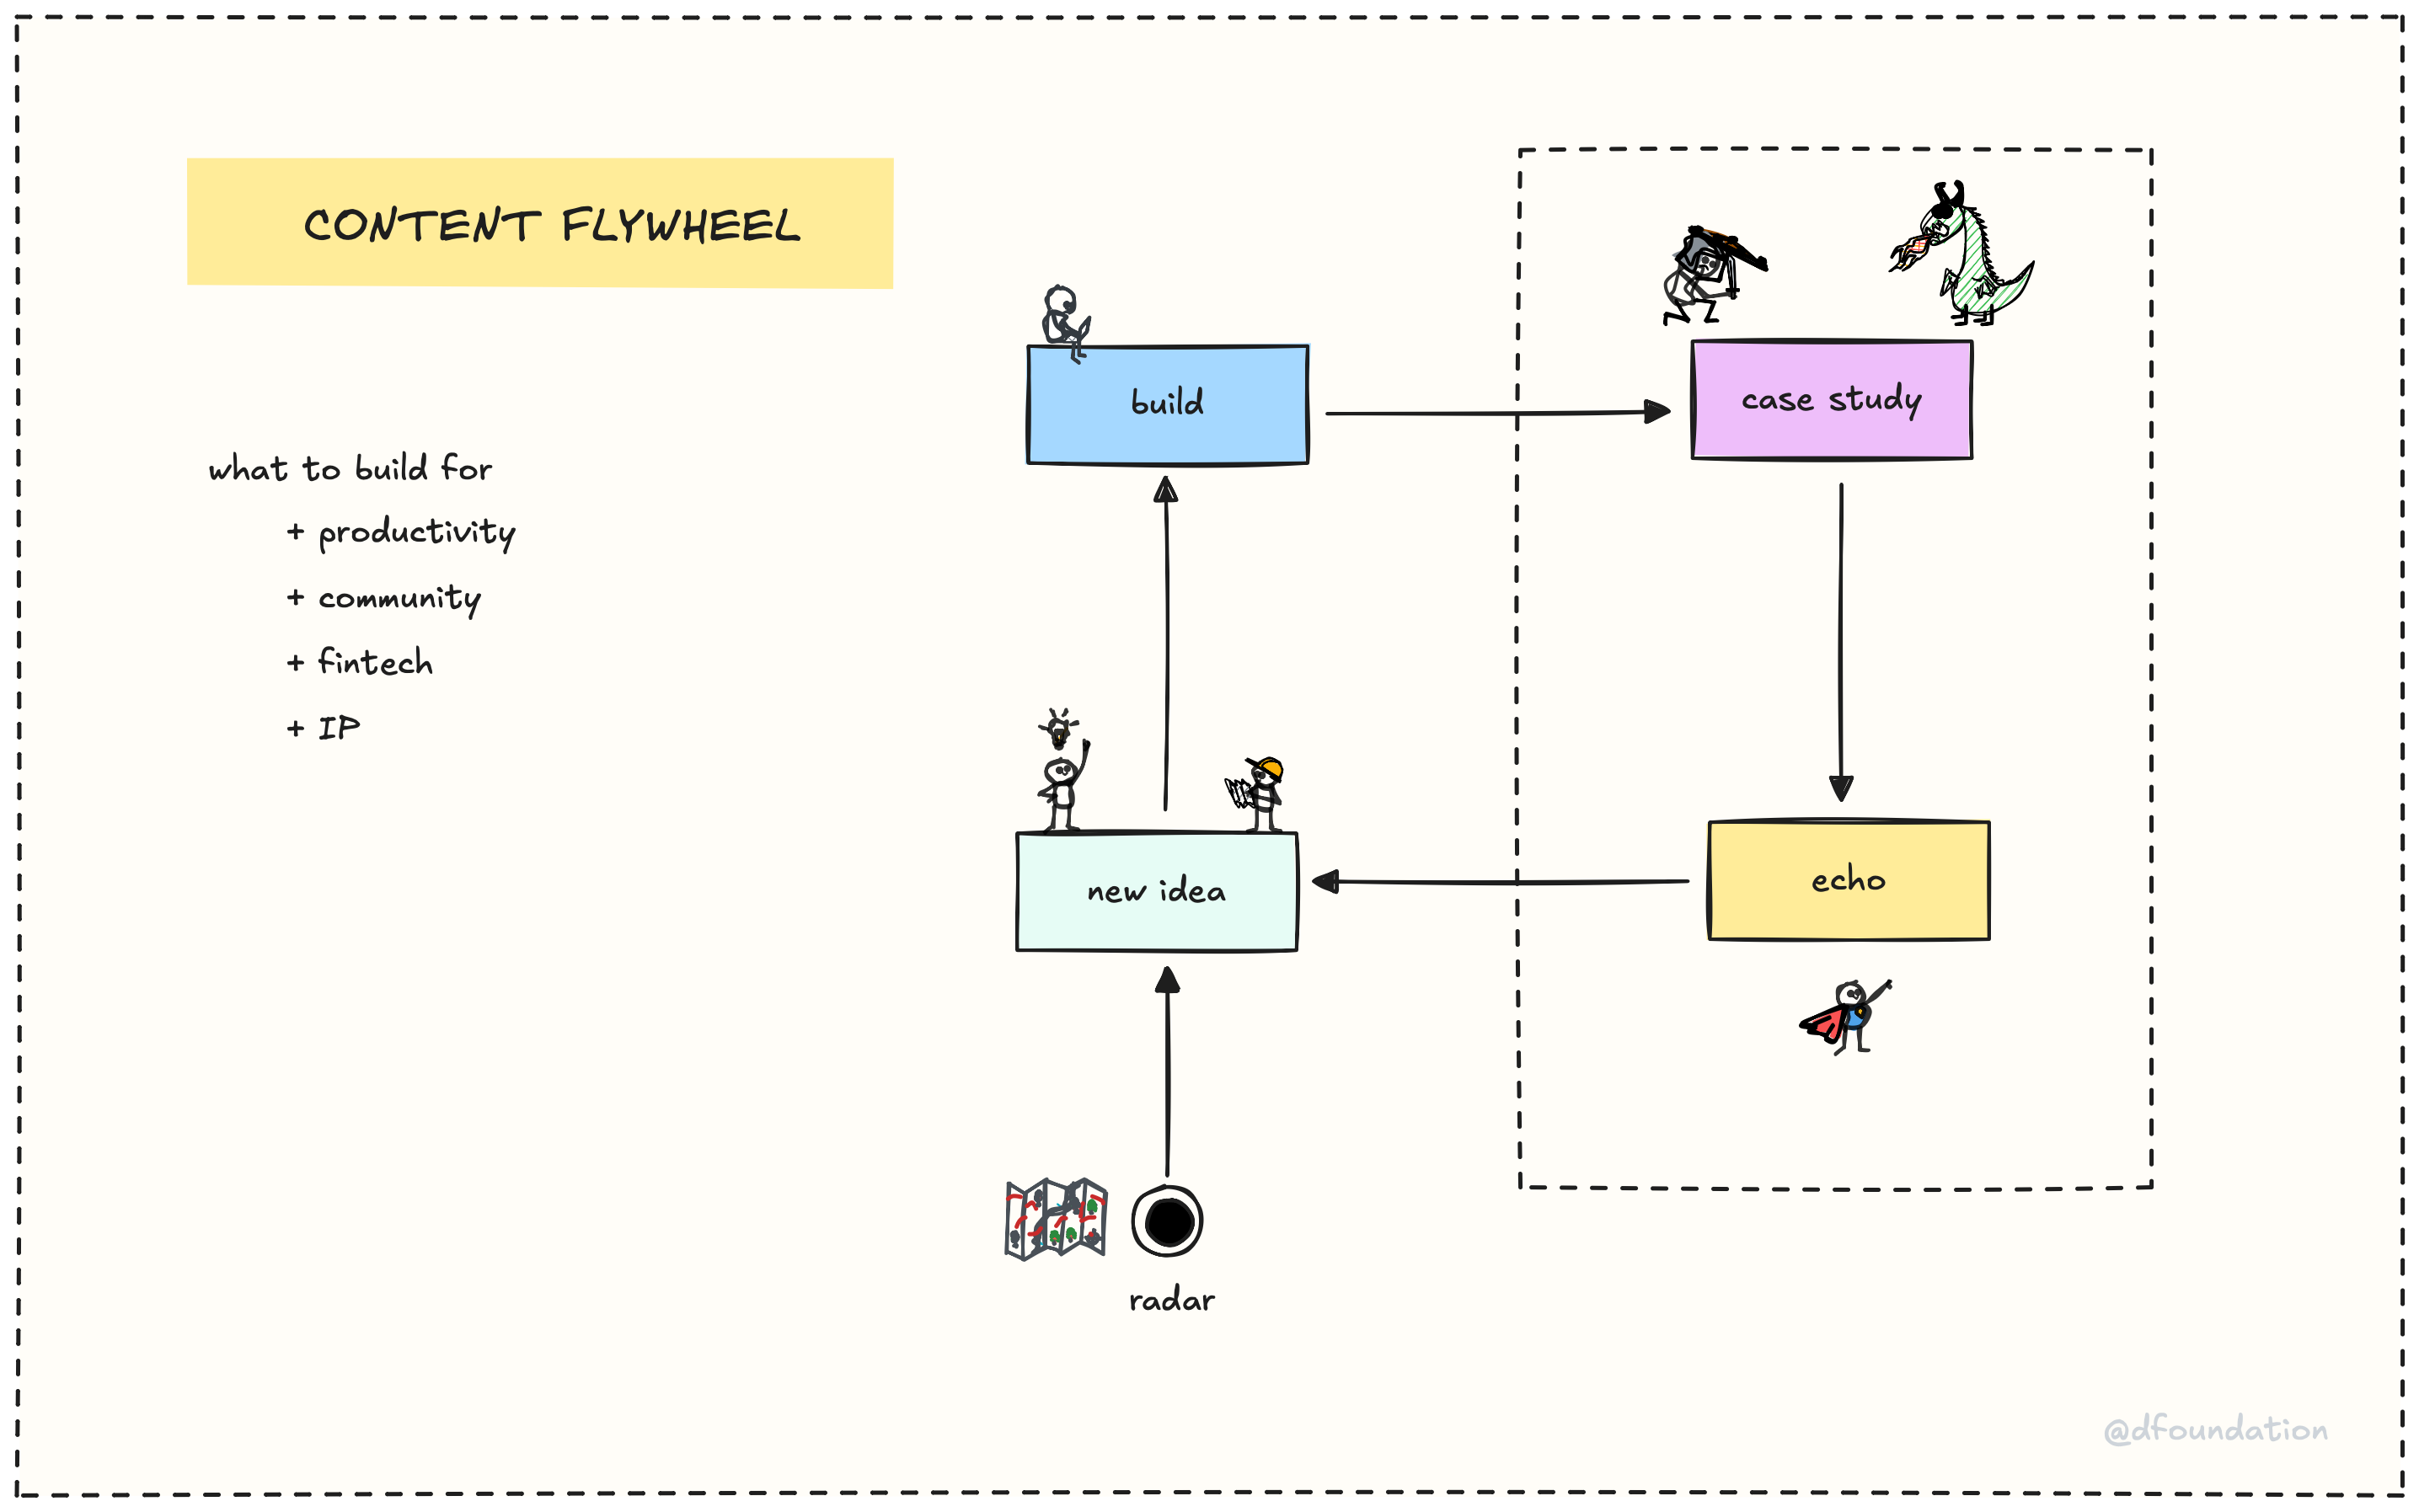 CONTENT FLYWHEEL
what to build for
+ productivity
+ community
+ fintech
+ IP
build
case study
new idea
echo
radar
@dfoundation